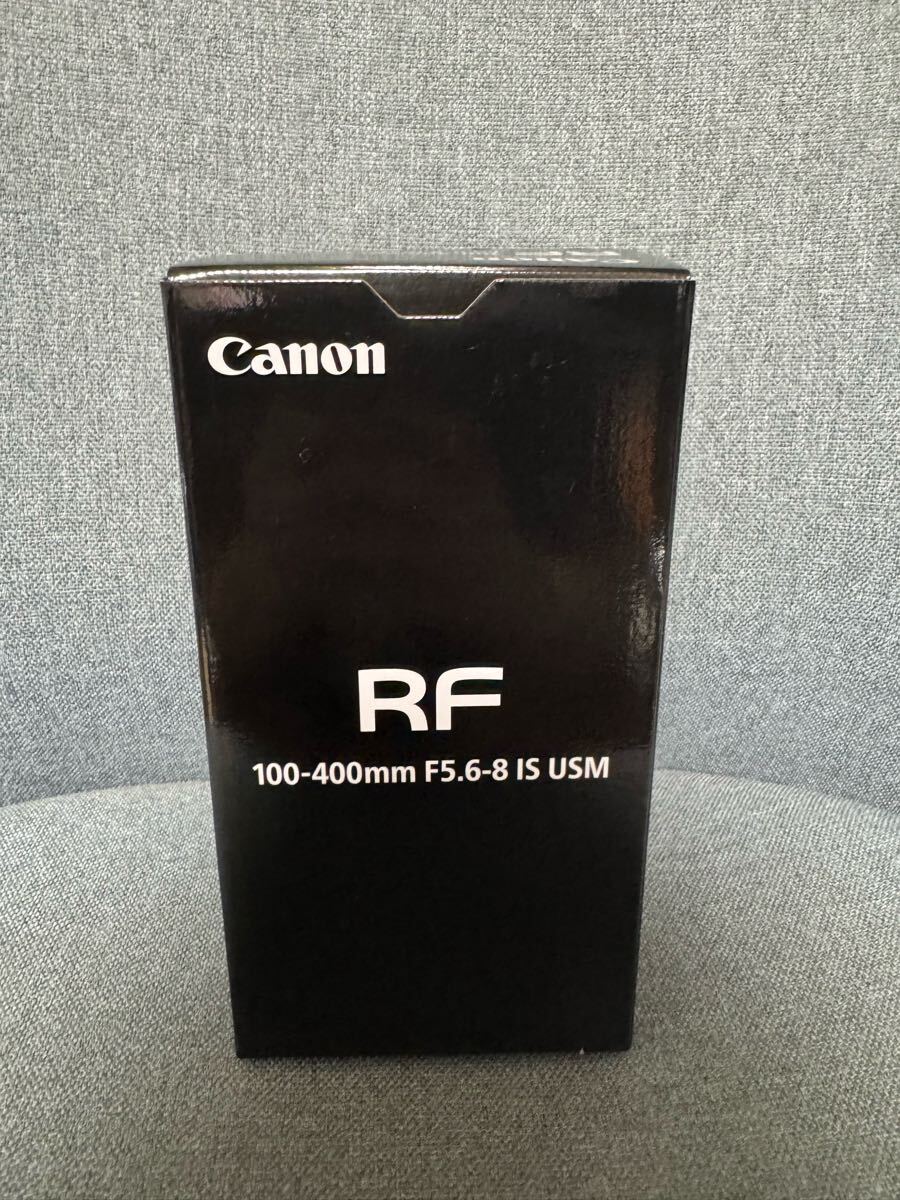 Canon
RF
100-400mm F5.6-8 IS USM